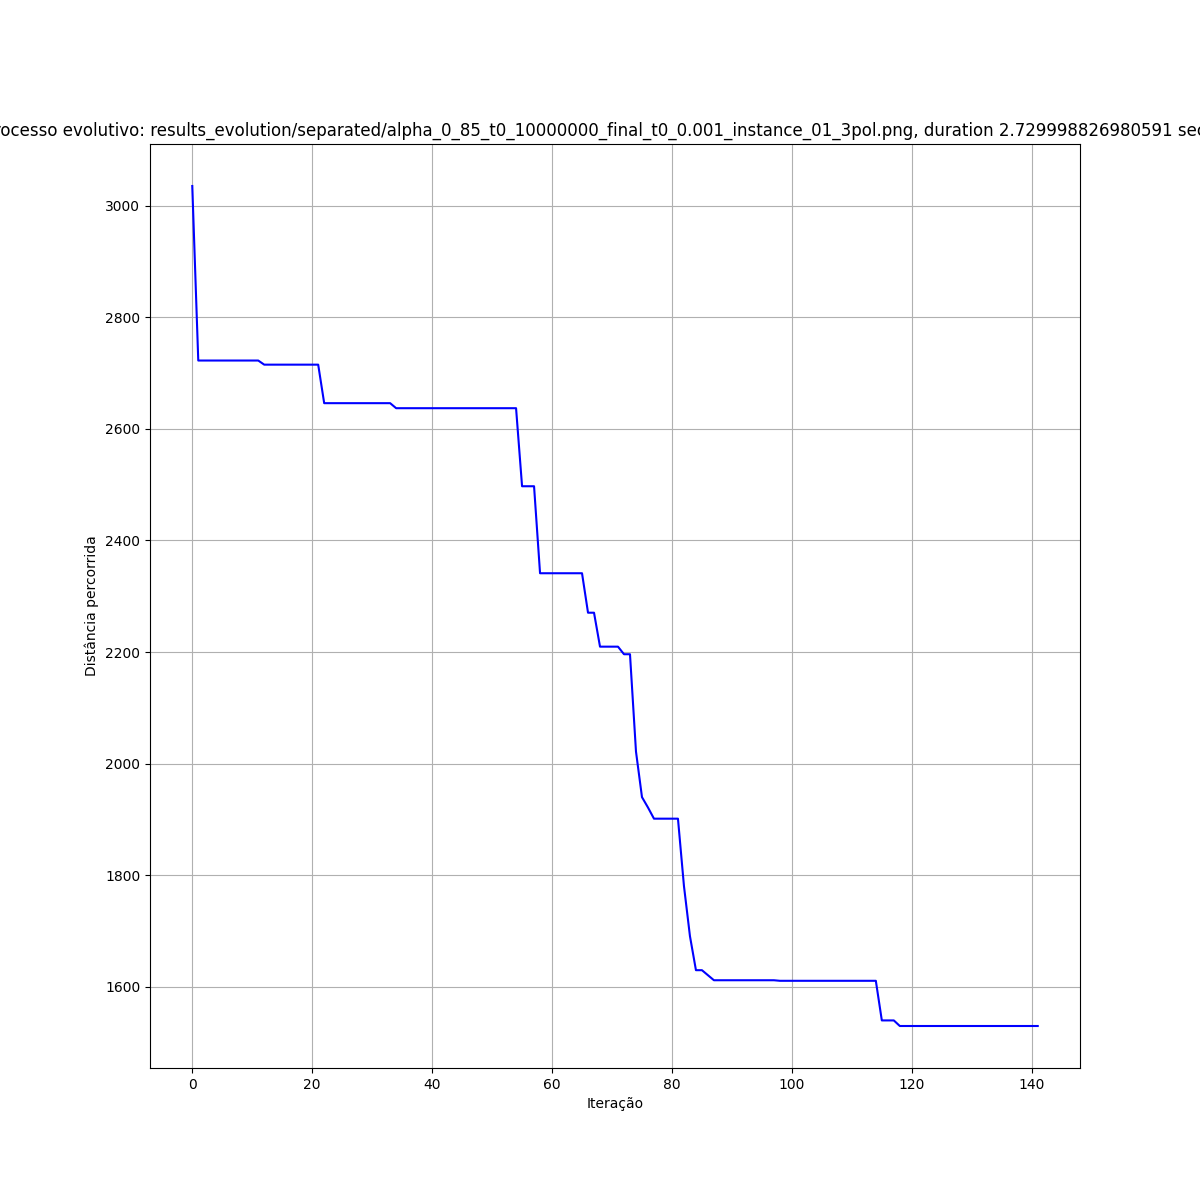 ocesso evolutivo: results_evolution/separated/alpha_0_85_t0_10000000_final_t0_0.001_instance_01_3pol.png, duration 2.729998826980591 sec
3000
2800
2600
2400
2200
2000
1800
1600
Distância percorrida
0 20 40 60 80 100 120 140
Iteração